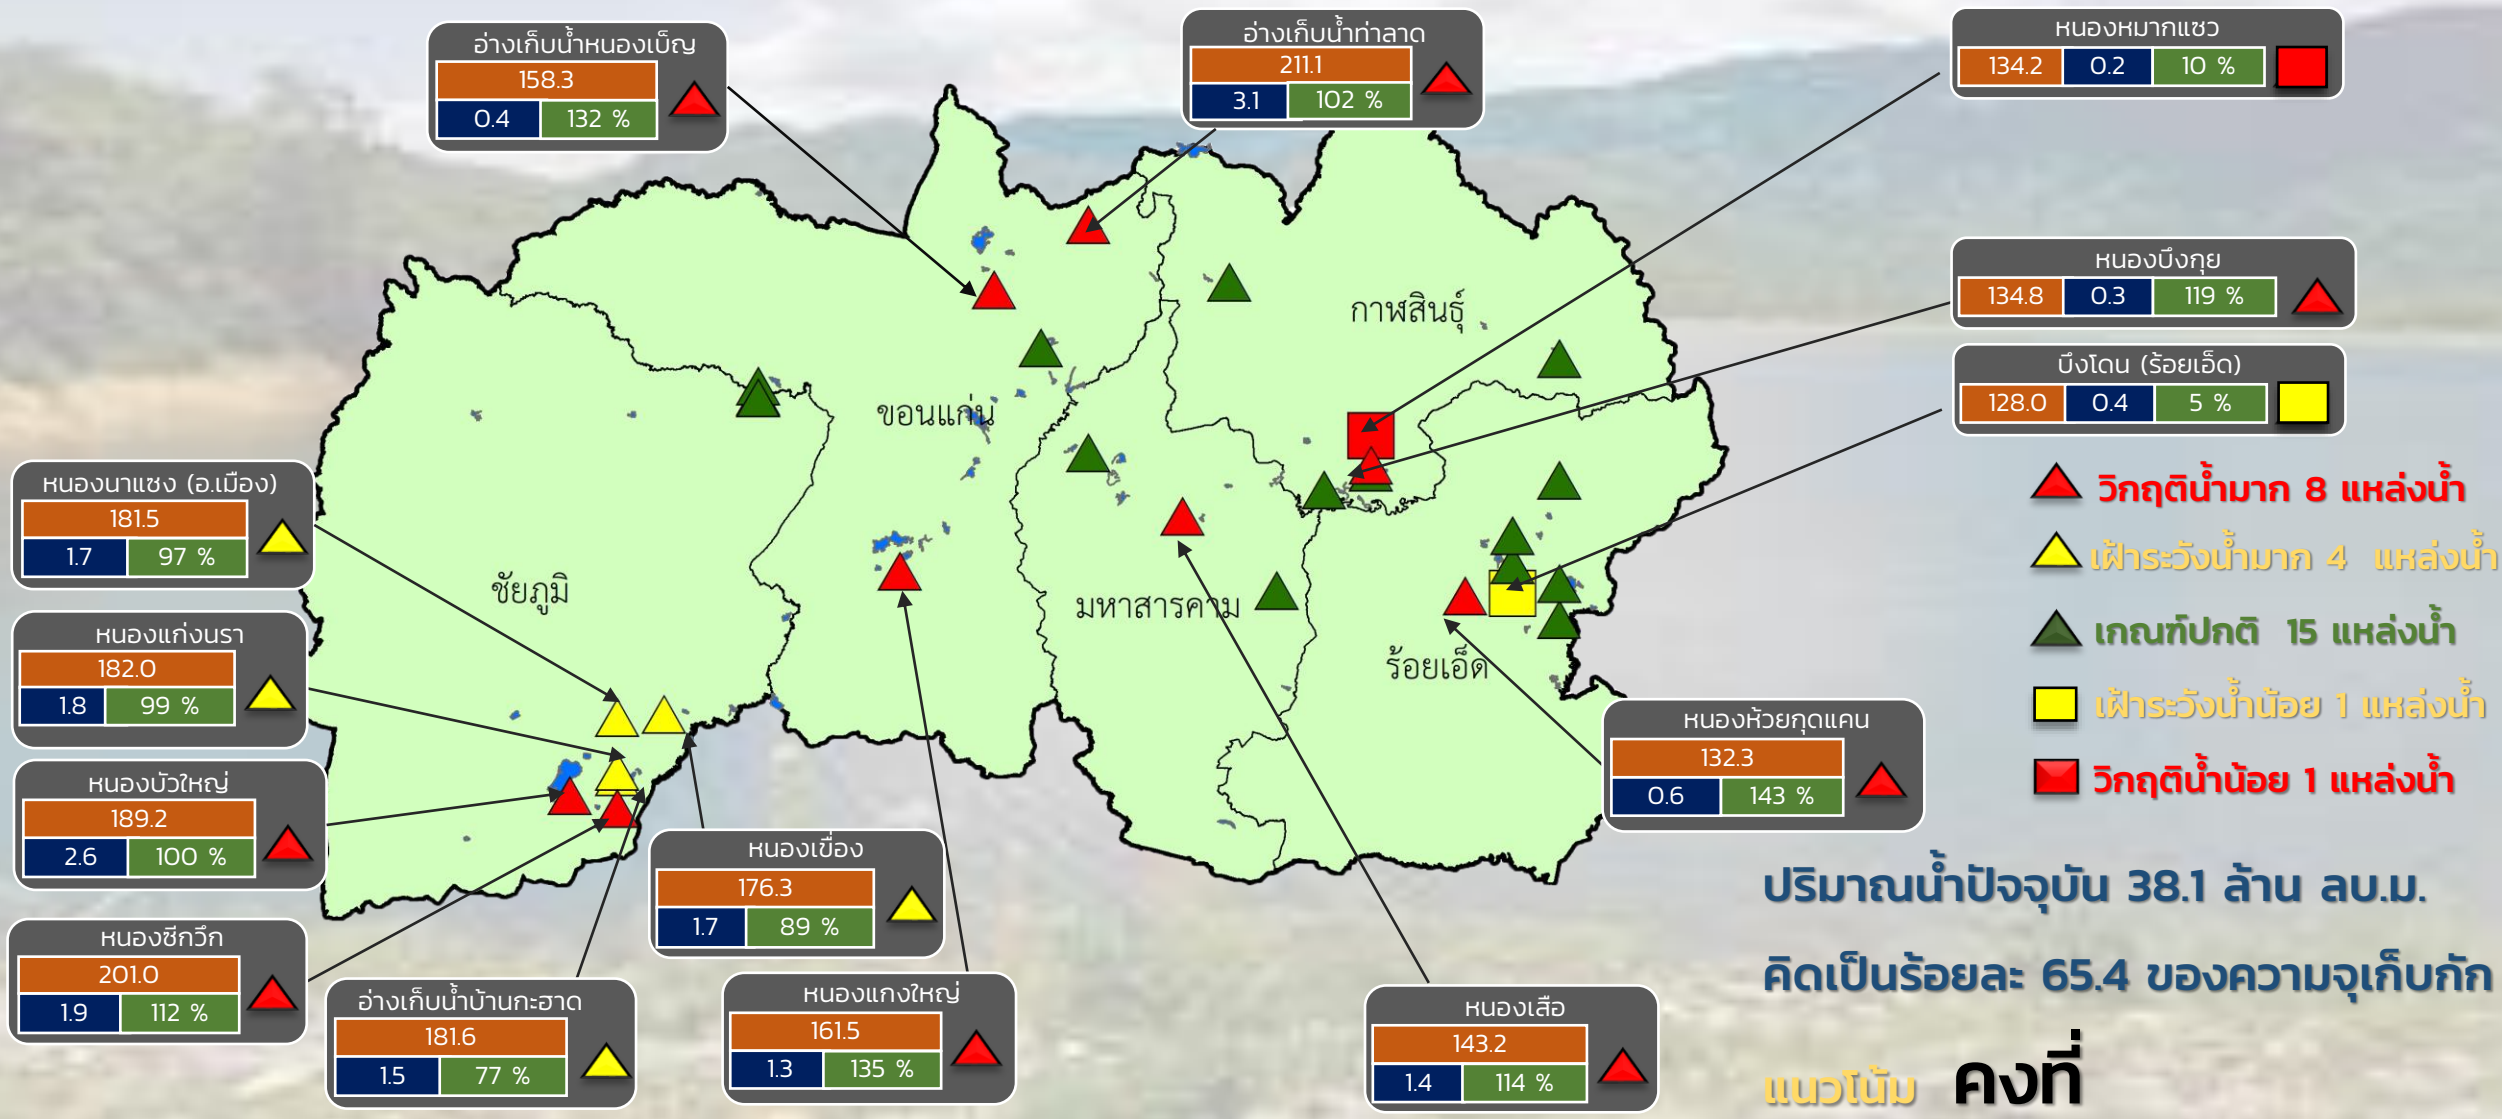 อ่างเก็บน้ำหนองเบ็ญ
158.3
0.4 132 %
อ่างเก็บน้ำท่าลาด
211.1
3.1 102 %
หนองหมากแซว
134.2 0.2 10 %
หนองบึงกุย
134.8 0.3 119 %
บึงโดน (ร้อยเอ็ด)
128.0 0.4 5 %
กาฬสินธุ์
ขอนแก่น
ชัยภูมิ
มหาสารคาม
ร้อยเอ็ด
หนองนาแซง (อ.เมือง)
181.5
1.7 97 %
หนองแก่งนรา
182.0
1.8 99 %
หนองบัวใหญ่
189.2
2.6 100 %
หนองซีกวึก
201.0
1.9 112 %
อ่างเก็บน้ำบ้านกะฮาด
181.6
1.5 77 %
หนองเขื่อง
176.3
1.7 89 %
หนองแกงใหญ่
161.5
1.3 135 %
หนองเสือ
143.2
1.4 114 %
หนองห้วยกุดแคน
132.3
0.6 143 %
วิกฤติน้ำมาก 8 แหล่งน้ำ
เฝ้าระวังน้ำมาก 4 แหล่งน้ำ
เกณฑ์ปกติ 15 แหล่งน้ำ
เฝ้าระวังน้ำน้อย 1 แหล่งน้ำ
วิกฤติน้ำน้อย 1 แหล่งน้ำ
ปริมาณน้ำปัจจุบัน 38.1 ล้าน ลบ.ม.
คิดเป็นร้อยละ 65.4 ของความจุเก็บกัก
แนวโน้ม คงที่